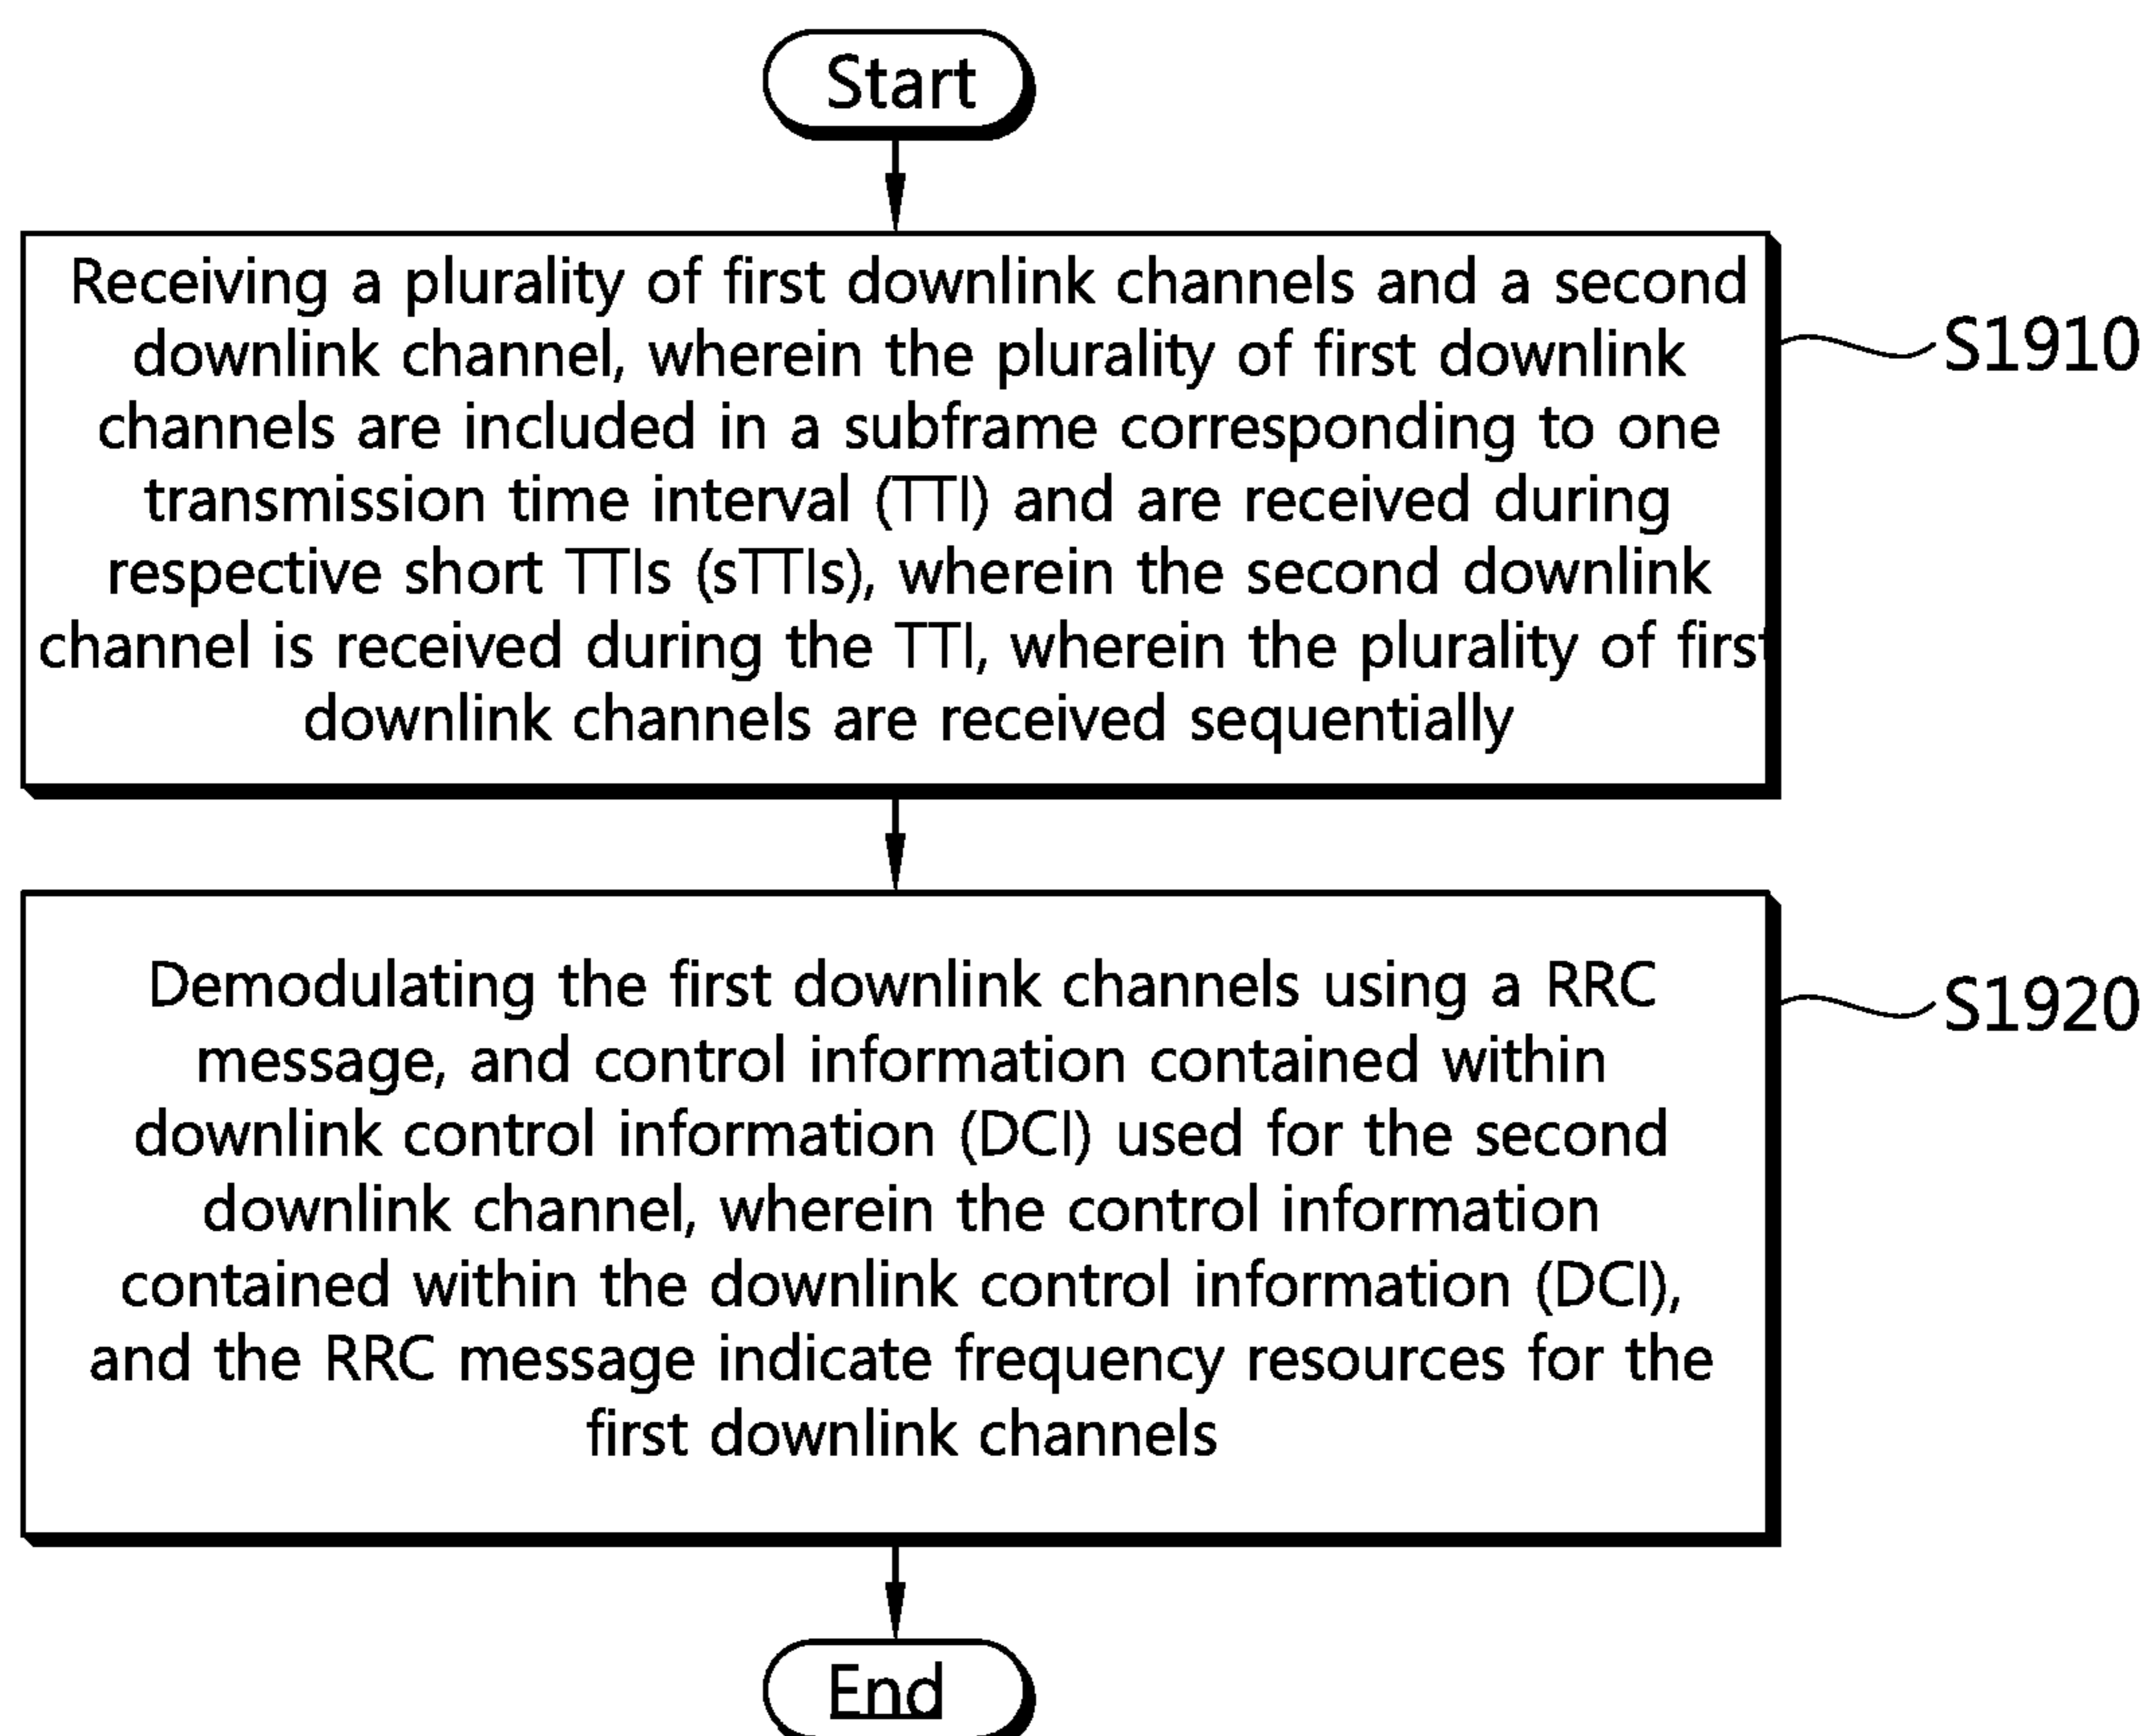 Start
Receiving a plurality of first downlink channels and a second
downlink channel, wherein the plurality of first downlink
channels are included in a subframe corresponding to one
transmission time interval (TTI) and are received during
respective short TTIs (sTTIs), wherein the second downlink
channel is received during the TTI, wherein the plurality of first
downlink channels are received sequentially
S1910
Demodulating the first downlink channels using a RRC
message, and control information contained within
downlink control information (DCI) used for the second
downlink channel, wherein the control information
contained within the downlink control information (DCI),
and the RRC message indicate frequency resources for the
first downlink channels
S1920
End